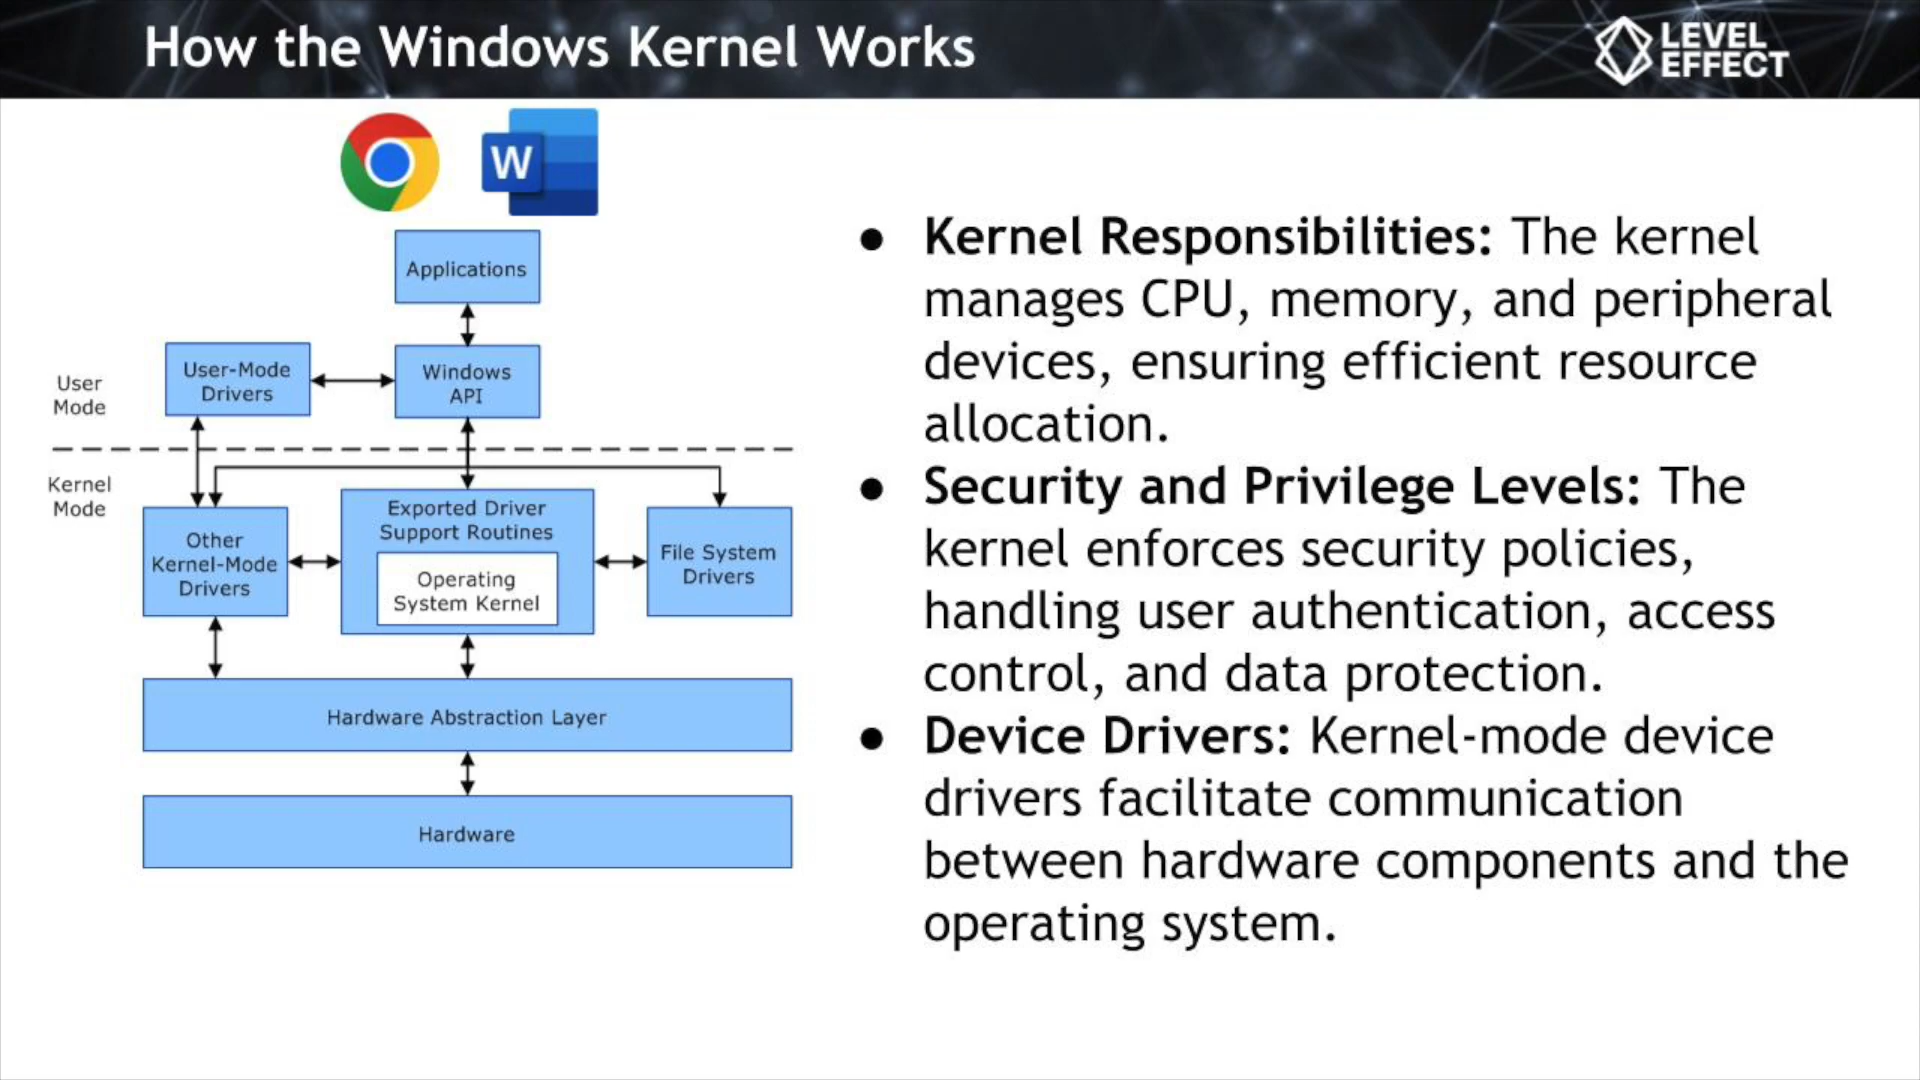 How the Windows Kernel Works
LEVEL
EFFECT
W
Applications
User-Mode
Drivers
Windows
API
User
Mode
Kernel
Mode
Other
Kernel-Mode
Drivers
Exported Driver
Support Routines
Operating
System Kernel
File System
Drivers
Hardware Abstraction Layer
Hardware
● Kernel Responsibilities: The kernel
manages CPU, memory, and peripheral
devices, ensuring efficient resource
allocation.
● Security and Privilege Levels: The
kernel enforces security policies,
handling user authentication, access
control, and data protection.
● Device Drivers: Kernel-mode device
drivers facilitate communication
between hardware components and the
operating system.